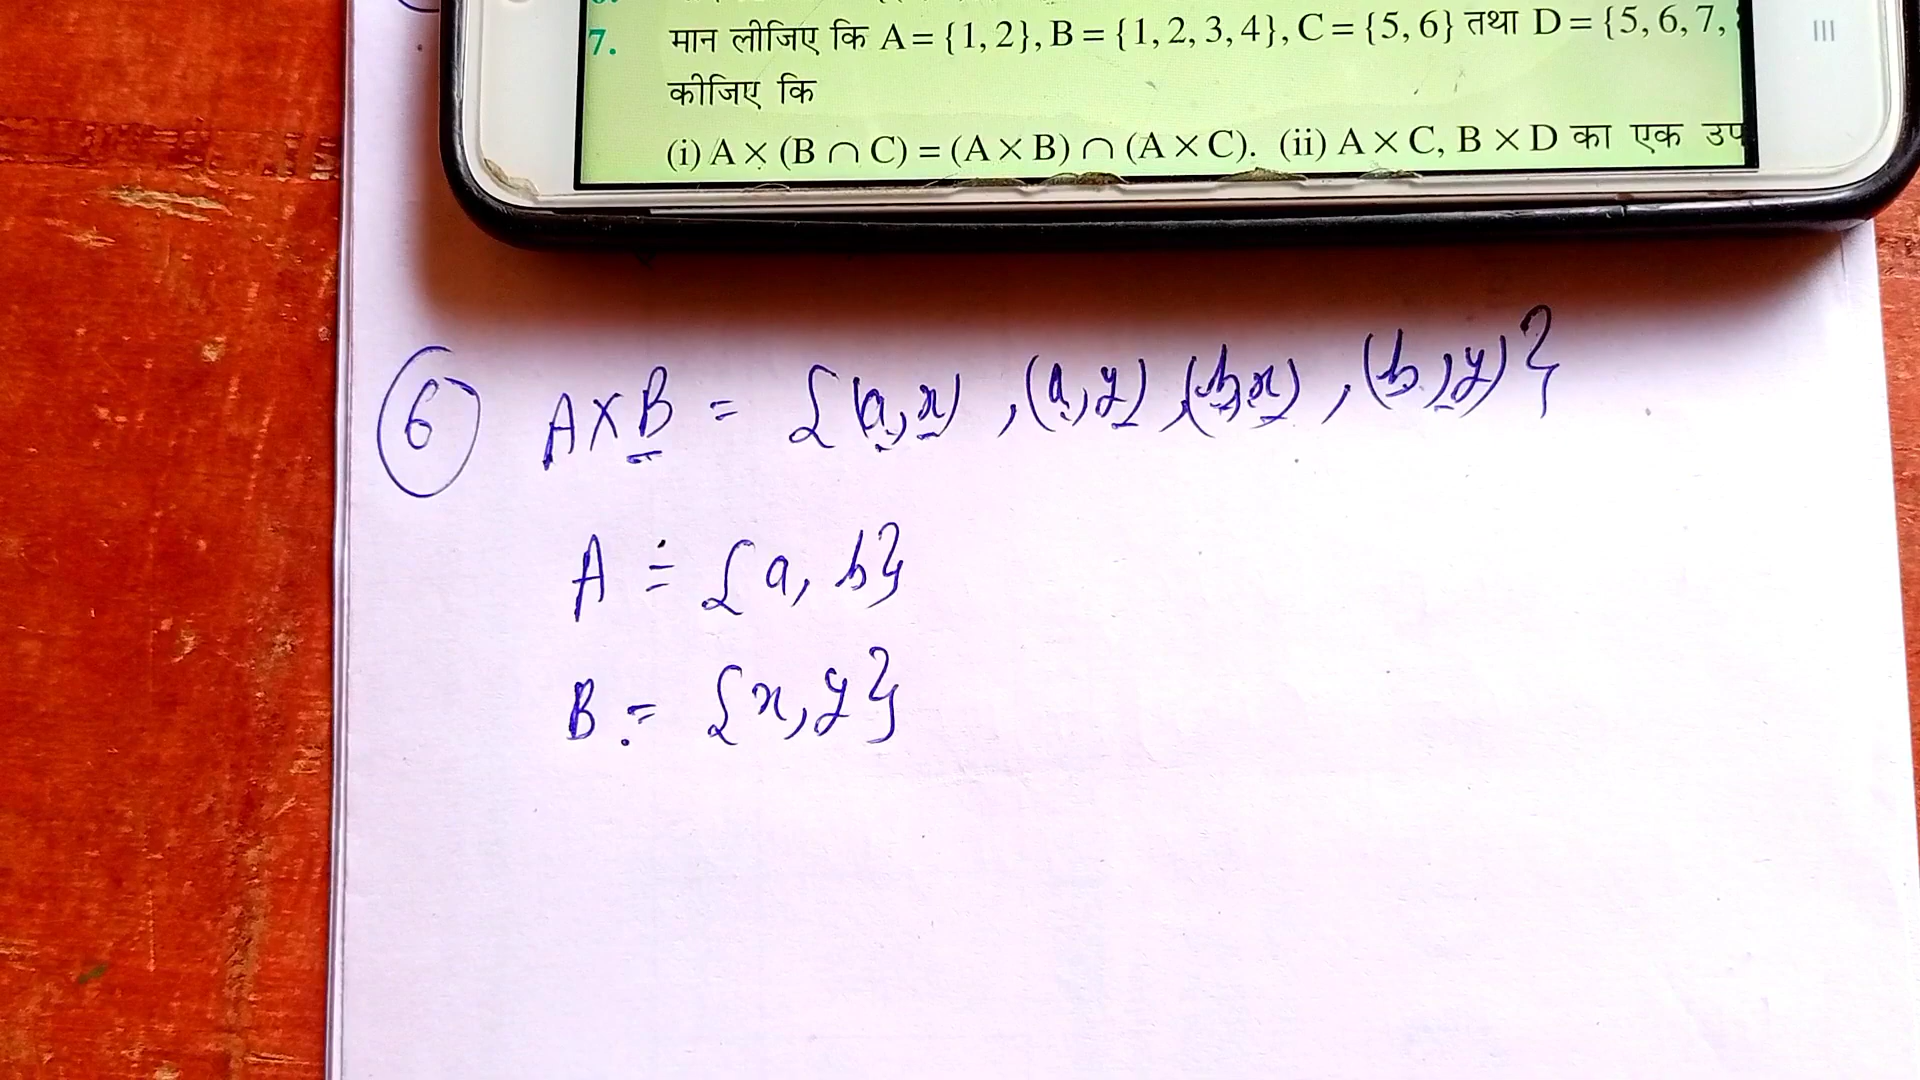 7. मान लीजिए कि A = {1, 2}, B = {1, 2, 3, 4}, C = {5, 6} तथा D = {5, 6, 7,
कीजिए कि
(i) A × (B ∩ C) = (A × B) ∩ (A × C). (ii) A × C, B × D का एक
6 A×B = {(a,x) ,(a,y) ,(b,x) ,(b,y)}
A = {a, b}
B = {x, y}